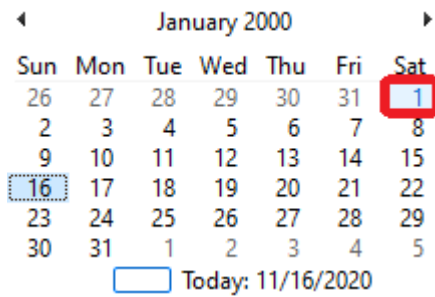 January 2000
Sun Mon Tue Wed Thu Fri Sat
26 27 28 29 30 31 1
2 3 4 5 6 7 8
9 10 11 12 13 14 15
16 17 18 19 20 21 22
23 24 25 26 27 28 29
30 31 1 2 3 4 5
Today: 11/16/2020